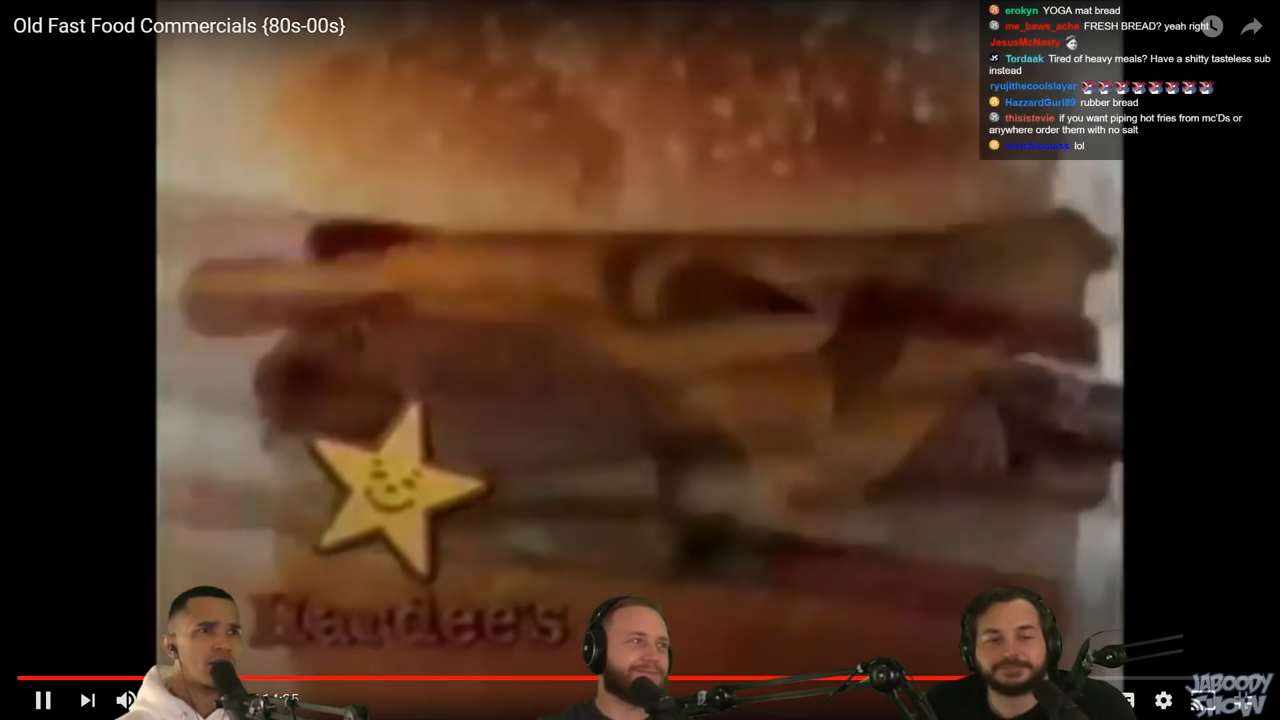 Old Fast Food Commercials {80s-00s}
erokyn YOGA mat bread
me_baws_ache FRESH BREAD? yeah right
JesusMcNasty
Tordaak Tired of heavy meals? Have a shitty tasteless sub
instead
ryujithecoolslayer
HazzardGurl89 rubber bread
thisistevie if you want piping hot fries from mc'Ds or
anywhere order them with no salt
lol
Hardee's
JABOODY
SHOW